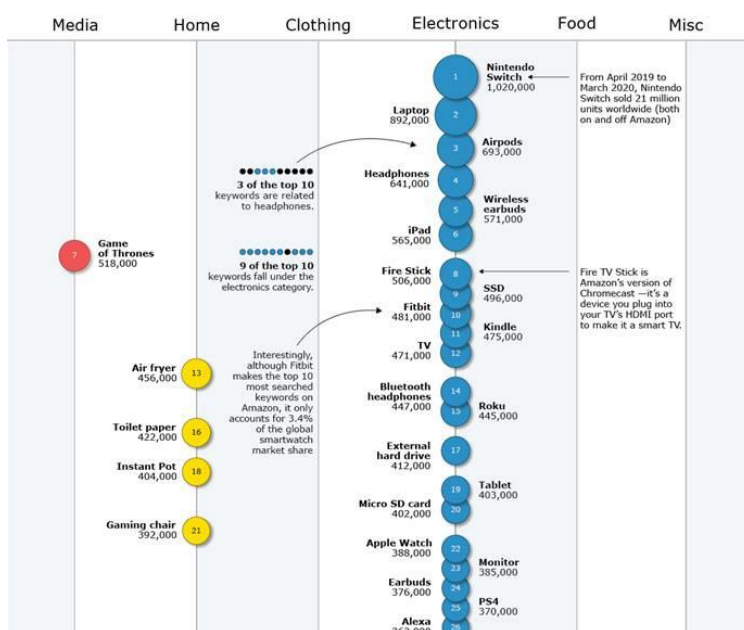 Media Home Clothing Electronics Food Misc
1
Nintendo
Switch
1,020,000
From April 2019 to
March 2020, Nintendo
Switch sold 21 million
units worldwide (both
on and off Amazon)
Laptop
892,000
2
3
Airpods
693,000
3 of the top 10
keywords are related
to headphones.
Headphones
641,000
4
5
Wireless
earbuds
571,000
iPad
565,000
6
7
Game
of Thrones
518,000
9 of the top 10
keywords fall under the
electronics category.
Fire Stick
506,000
8
Fire TV Stick is
Amazon's version of
Chromecast —it's a
device you plug into
your TV's HDMI port
to make it a smart TV.
9
SSD
496,000
Fitbit
481,000
10
11
Kindle
475,000
TV
471,000
12
Interestingly,
although Fitbit
makes the top 10
most searched
keywords on
Amazon, it only
accounts for 3.4%
of the global
smartwatch
market share
Air fryer
456,000
13
Bluetooth
headphones
447,000
14
15
Roku
445,000
Toilet paper
422,000
16
External
hard drive
412,000
17
Instant Pot
404,000
18
19
Tablet
403,000
Micro SD card
402,000
20
Gaming chair
392,000
21
Apple Watch
388,000
22
23
Monitor
385,000
Earbuds
376,000
24
25
PS4
370,000
Alexa
26